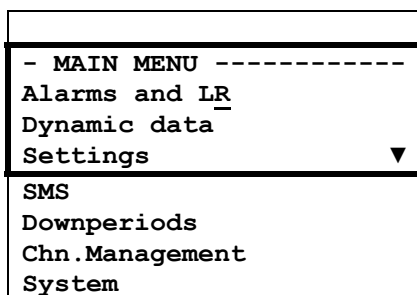 - MAIN MENU ------------
Alarms and LR
Dynamic data
Settings ▼
SMS
Downperiods
Chn.Management
System